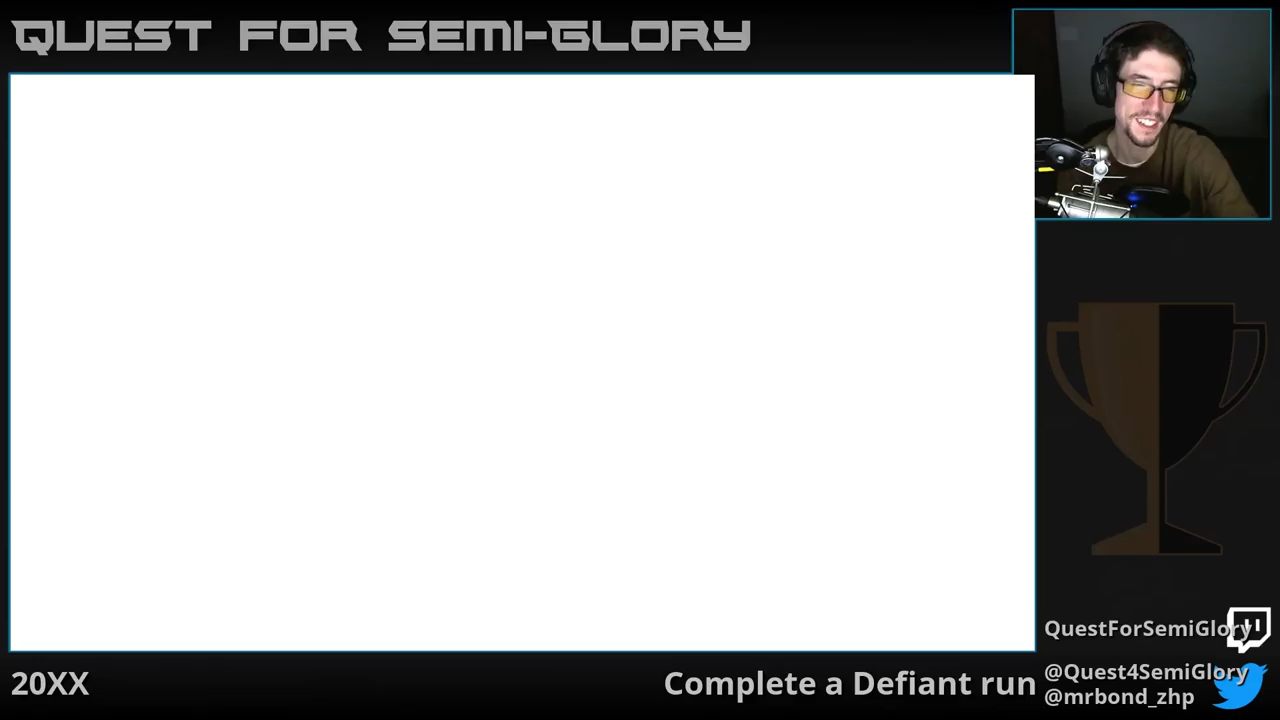 QUEST FOR SEMI-GLORY
QuestForSemiGlory
@Quest4SemiGlory
@mrbond_zhp
20XX
Complete a Defiant run